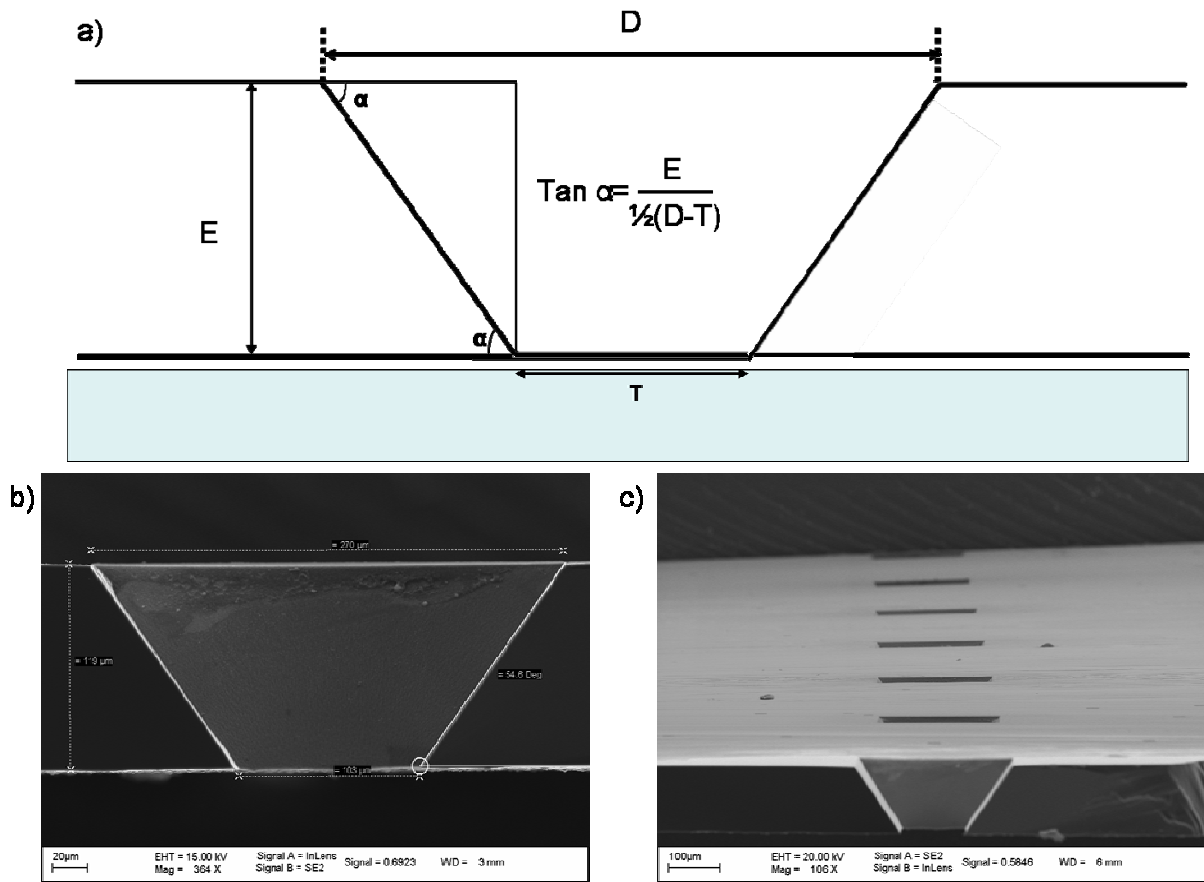 a)
D
α
E
Tan α= E
½(D-T)
α
T
b)
= 270 µm
= 119 µm
= 54.6 Deg
= 103 µm
20µm
EHT = 15.00 kV
Mag = 364 X
Signal A = InLens
Signal B = SE2
Signal = 0.6923
WD = 3 mm
c)
100µm
EHT = 20.00 kV
Mag = 106 X
Signal A = SE2
Signal B = InLens
Signal = 0.5846
WD = 6 mm